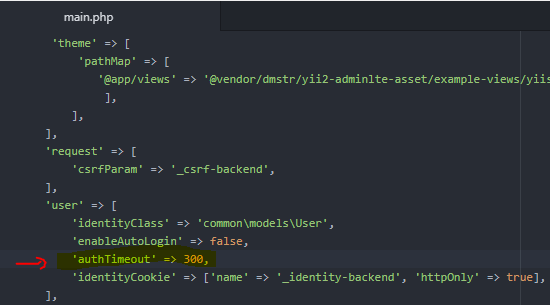 main.php
'theme' => [
'pathMap' => [
'@app/views' => '@vendor/dmstr/yii2-adminlte-asset/example-views/yiis
],
],
],
'request' => [
'csrfParam' => '_csrf-backend',
],
'user' => [
'identityClass' => 'common\models\User',
'enableAutoLogin' => false,
'authTimeout' => 300,
'identityCookie' => ['name' => '_identity-backend', 'httpOnly' => true],
],